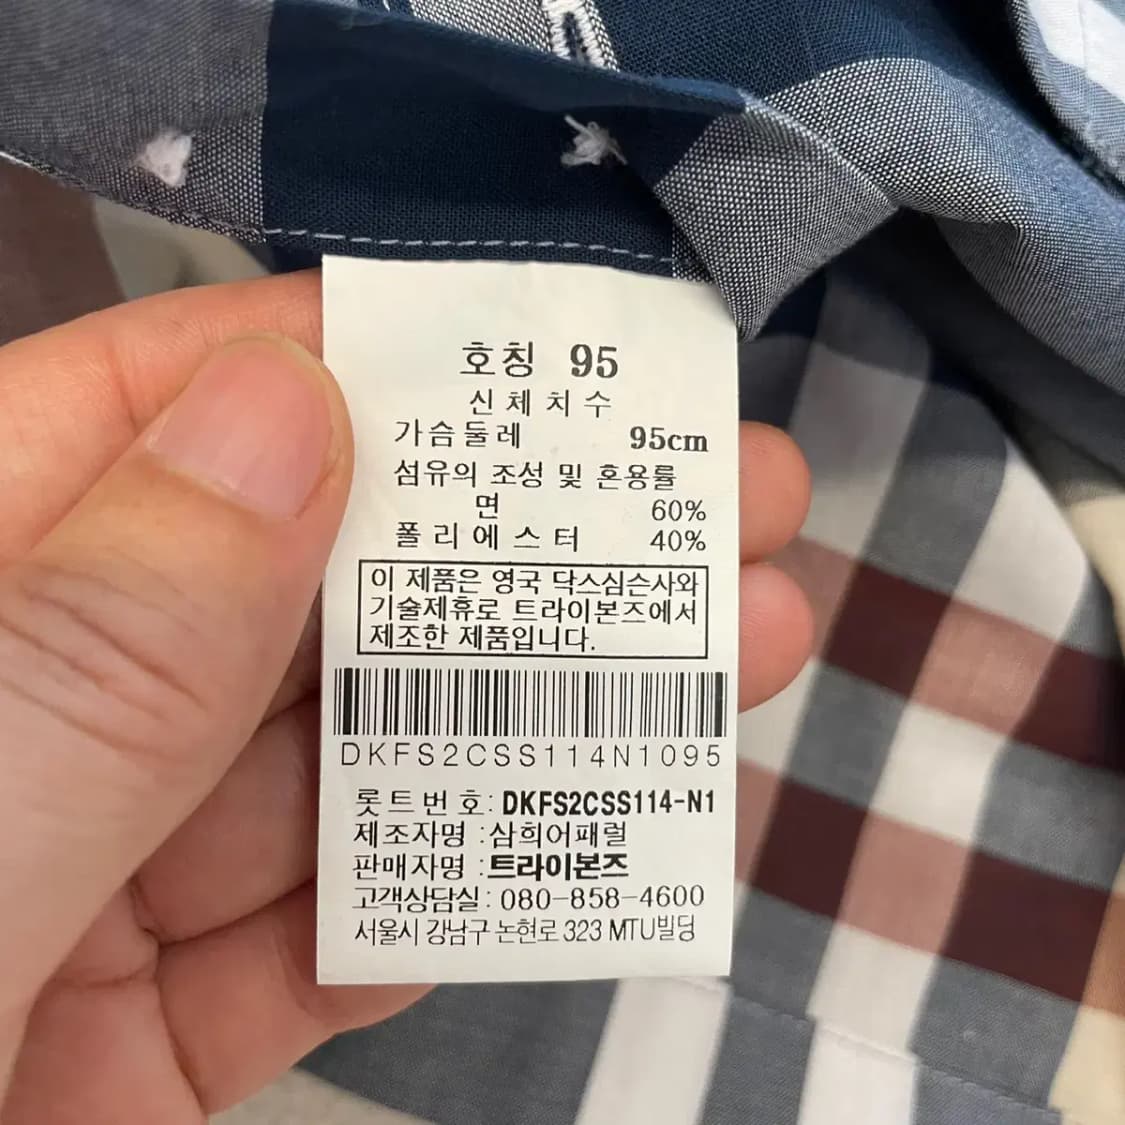 호칭 95
신체치수
가슴둘레 95cm
섬유의 조성 및 혼용률
면 60%
폴리에스터 40%
이 제품은 영국 닥스심슨사와
기술제휴로 트라이본즈에서
제조한 제품입니다.
DKFS2CSS114N1095
롯트번호: DKFS2CSS114-N1
제조자명 :삼희어패럴
판매자명 :트라이본즈
고객상담실: 080-858-4600
서울시 강남구 논현로 323 MTU빌딩